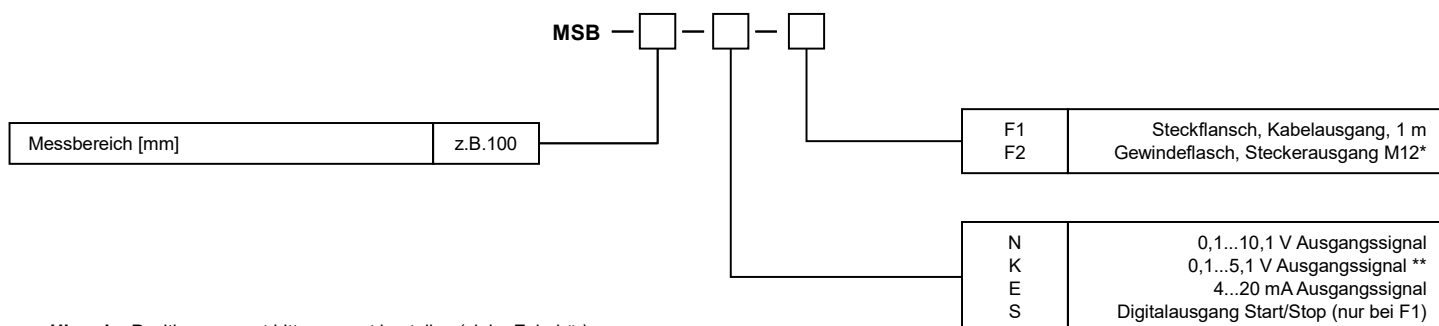 MSB — □ — □ — □
Messbereich [mm] z.B.100
F1 Steckflansch, Kabelausgang, 1 m
F2 Gewindeflasch, Steckerausgang M12*
N 0,1...10,1 V Ausgangssignal
K 0,1...5,1 V Ausgangssignal **
E 4...20 mA Ausgangssignal
S Digitalausgang Start/Stop (nur bei F1)